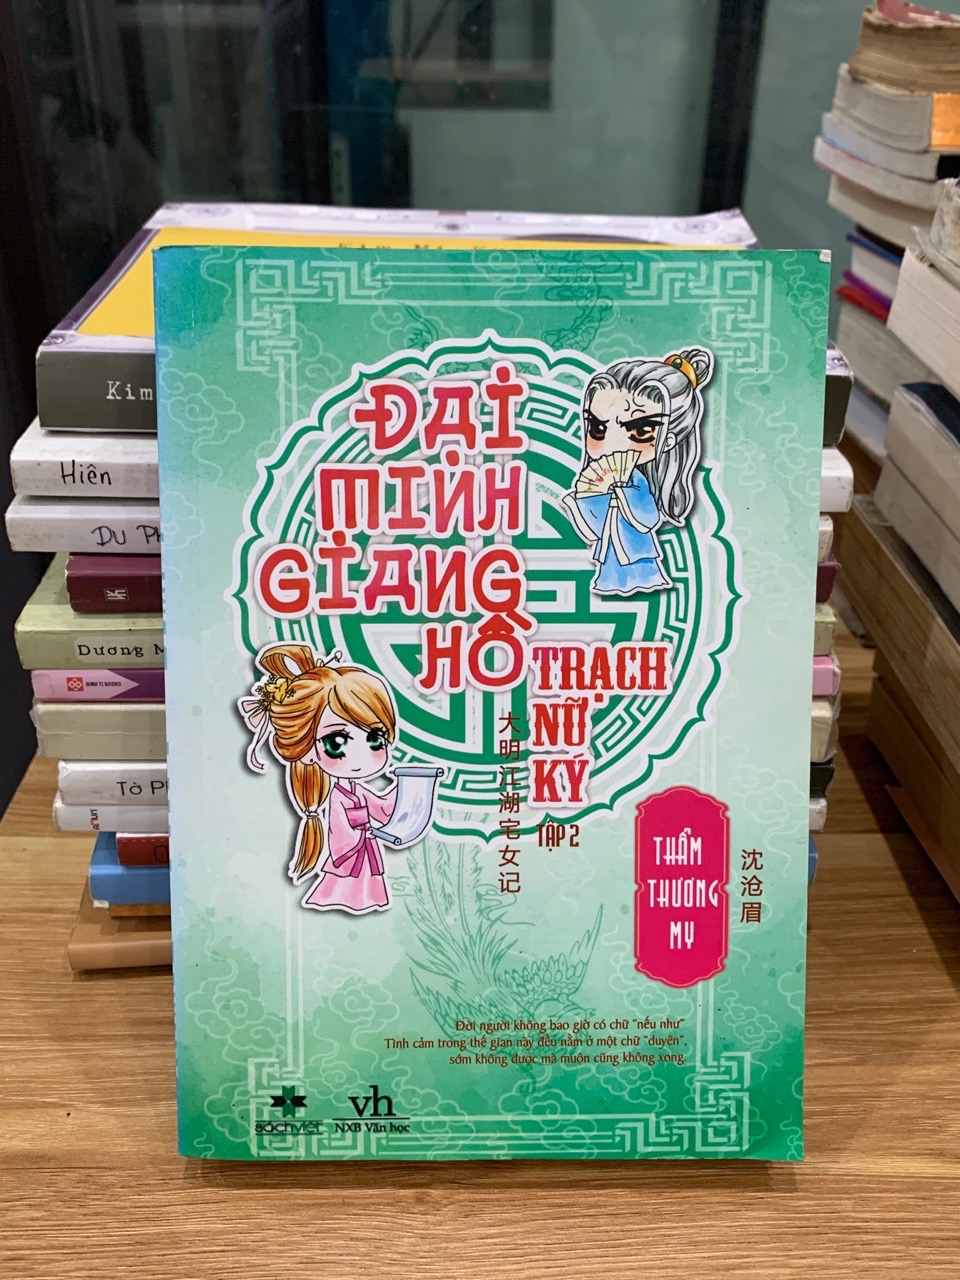 Kim
Hiên
Du Ph
Dương M
ĐINH TỊ BOOKS
Tờ P
ĐẠI
MINH
GIANG
HỒ
TRẠCH
NỮ
KÝ
TẬP 2
大明江湖宅女记
THẨM
THƯƠNG
MY
沈沧眉
Đời người không bao giờ có chữ "nếu như"
Tình cảm trong thế gian này đều nằm ở một chữ "duyên",
sớm không được mà muộn cũng không xong.
sáchviệt
vh
NXB Văn học